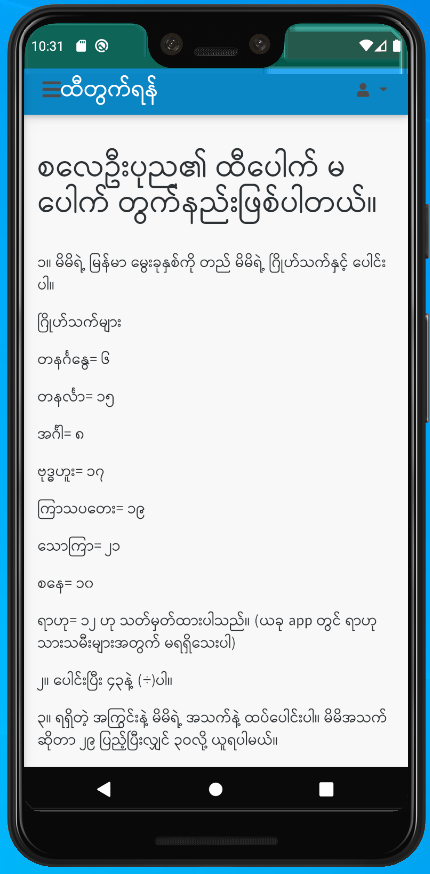 10:31
ထီတွက်ရန်
စလေဦးပုည၏ ထီပေါက် မ
ပေါက် တွက်နည်းဖြစ်ပါတယ်။
၁။ မိမိရဲ့ မြန်မာ မွေးခုနှစ်ကို တည် မိမိရဲ့ ဂြိုဟ်သက်နှင့် ပေါင်း
ပါ။
ဂြိုဟ်သက်များ
တနင်္ဂနွေ= ၆
တနင်္လာ= ၁၅
အင်္ဂါ= ၈
ဗုဒ္ဓဟူး= ၁၇
ကြာသပတေး= ၁၉
သောကြာ= ၂၁
စနေ= ၁၀
ရာဟု= ၁၂ ဟု သတ်မှတ်ထားပါသည်။ (ယခု app တွင် ရာဟု
သားသမီးများအတွက် မရရှိသေးပါ)
၂။ ပေါင်းပြီး ၄၃နဲ့ (÷)ပါ။
၃။ ရရှိတဲ့ အကြွင်းနဲ့ မိမိရဲ့ အသက်နဲ့ ထပ်ပေါင်းပါ။ မိမိအသက်
ဆိုတာ ၂၉ ပြည့်ပြီးလျှင် ၃၀လို့ ယူရပါမယ်။